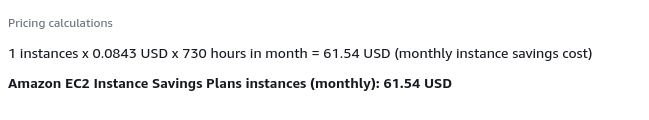 Pricing calculations
1 instances x 0.0843 USD x 730 hours in month = 61.54 USD (monthly instance savings cost)
Amazon EC2 Instance Savings Plans instances (monthly): 61.54 USD